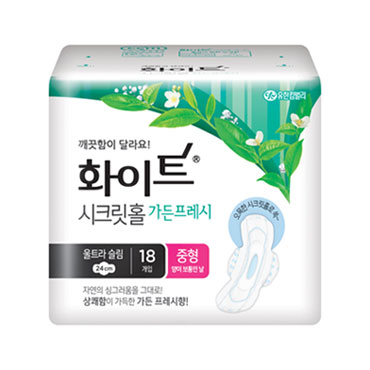 유한킴벌리
깨끗함이 달라요!
화이트®
시크릿홀 가든프레시
오목한 시크릿홀로 쏙~
울트라 슬림
24cm
18
개입
중형
양이 보통인 날
자연의 싱그러움을 그대로!
상쾌함이 가득한 가든 프레시향!